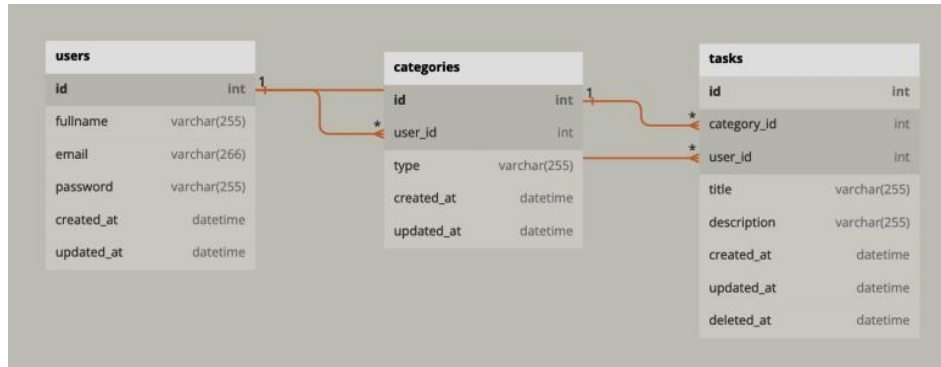 users
id int
fullname varchar(255)
email varchar(266)
password varchar(255)
created_at datetime
updated_at datetime
1
*
categories
id int
user_id int
type varchar(255)
created_at datetime
updated_at datetime
1
*
*
tasks
id int
category_id int
user_id int
title varchar(255)
description varchar(255)
created_at datetime
updated_at datetime
deleted_at datetime